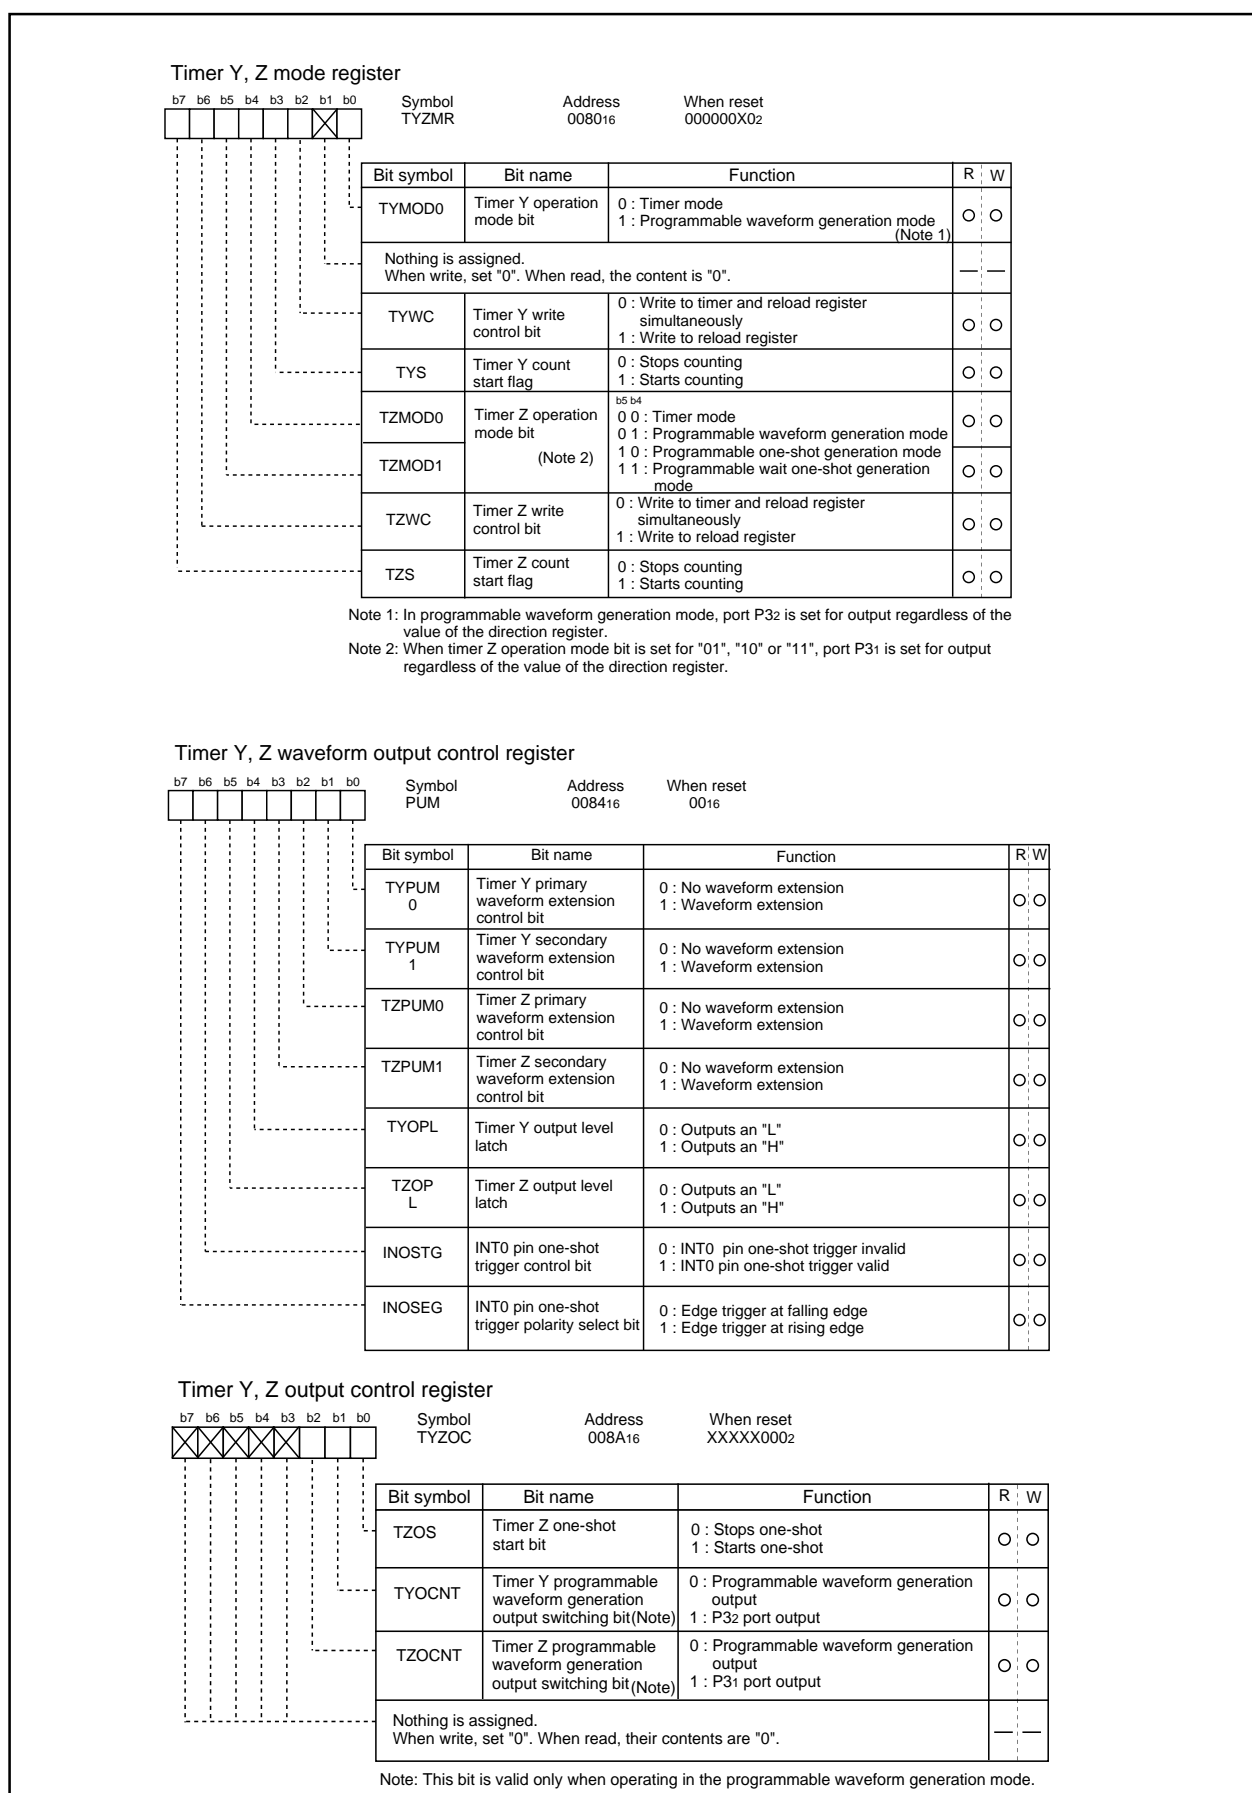 Timer Y, Z mode register
b7 b6 b5 b4 b3 b2 b1 b0
Symbol Address When reset
TYZMR 008016 000000X02
Bit symbol Bit name Function R W
TYMOD0 Timer Y operation mode bit
0 : Timer mode
1 : Programmable waveform generation mode
(Note 1)
Nothing is assigned.
When write, set "0". When read, the content is "0".
TYWC Timer Y write control bit
0 : Write to timer and reload register
simultaneously
1 : Write to reload register
TYS Timer Y count start flag
0 : Stops counting
1 : Starts counting
TZMOD0 Timer Z operation mode bit
(Note 2)
TZMOD1
b5 b4
0 0 : Timer mode
0 1 : Programmable waveform generation mode
1 0 : Programmable one-shot generation mode
1 1 : Programmable wait one-shot generation
mode
TZWC Timer Z write control bit
0 : Write to timer and reload register
simultaneously
1 : Write to reload register
TZS Timer Z count start flag
0 : Stops counting
1 : Starts counting
Note 1: In programmable waveform generation mode, port P32 is set for output regardless of the
value of the direction register.
Note 2: When timer Z operation mode bit is set for "01", "10" or "11", port P31 is set for output
regardless of the value of the direction register.
Timer Y, Z waveform output control register
b7 b6 b5 b4 b3 b2 b1 b0
Symbol Address When reset
PUM 008416 0016
Bit symbol Bit name Function R W
TYPUM
0
Timer Y primary
waveform extension
control bit
0 : No waveform extension
1 : Waveform extension
TYPUM
1
Timer Y secondary
waveform extension
control bit
0 : No waveform extension
1 : Waveform extension
TZPUM0
Timer Z primary
waveform extension
control bit
0 : No waveform extension
1 : Waveform extension
TZPUM1
Timer Z secondary
waveform extension
control bit
0 : No waveform extension
1 : Waveform extension
TYOPL
Timer Y output level
latch
0 : Outputs an "L"
1 : Outputs an "H"
TZOP
L
Timer Z output level
latch
0 : Outputs an "L"
1 : Outputs an "H"
INOSTG
INT0 pin one-shot
trigger control bit
0 : INT0 pin one-shot trigger invalid
1 : INT0 pin one-shot trigger valid
INOSEG
INT0 pin one-shot
trigger polarity select bit
0 : Edge trigger at falling edge
1 : Edge trigger at rising edge
Timer Y, Z output control register
b7 b6 b5 b4 b3 b2 b1 b0
Symbol Address When reset
TYZOC 008A16 XXXXX0002
Bit symbol Bit name Function R W
TZOS
Timer Z one-shot
start bit
0 : Stops one-shot
1 : Starts one-shot
TYOCNT
Timer Y programmable
waveform generation
output switching bit(Note)
0 : Programmable waveform generation
output
1 : P32 port output
TZOCNT
Timer Z programmable
waveform generation
output switching bit(Note)
0 : Programmable waveform generation
output
1 : P31 port output
Nothing is assigned.
When write, set "0". When read, their contents are "0".
Note: This bit is valid only when operating in the programmable waveform generation mode.